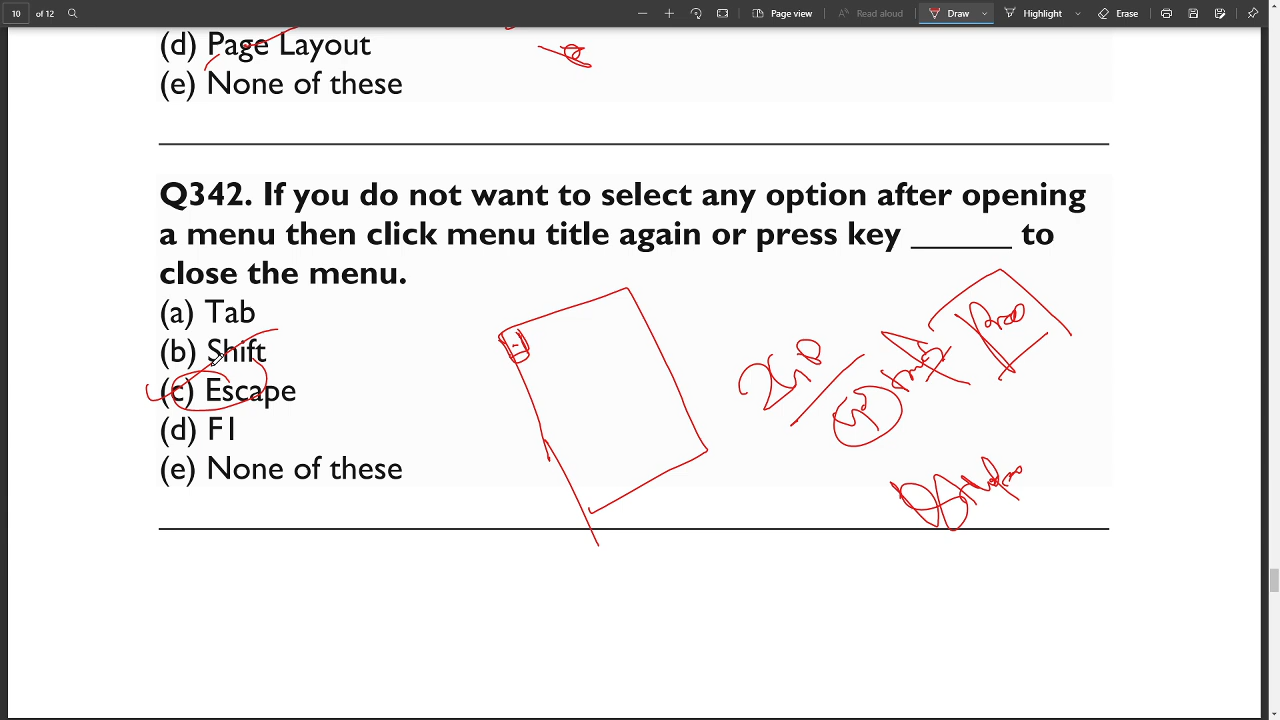 10 of 12 Page view Read aloud Draw Highlight Erase
(d) Page Layout
(e) None of these
Q342. If you do not want to select any option after opening
a menu then click menu title again or press key ______ to
close the menu.
(a) Tab
(b) Shift
(c) Escape
(d) F1
(e) None of these